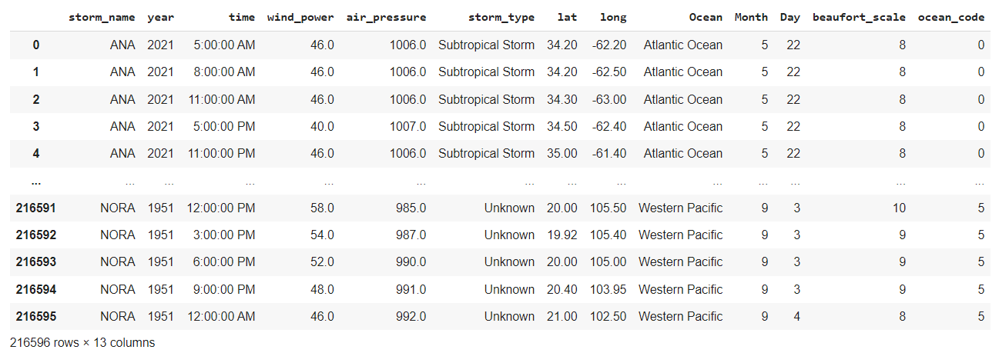 storm_name year time wind_power air_pressure storm_type lat long Ocean Month Day beaufort_scale ocean_code
0 ANA 2021 5:00:00 AM 46.0 1006.0 Subtropical Storm 34.20 -62.20 Atlantic Ocean 5 22 8 0
1 ANA 2021 8:00:00 AM 46.0 1006.0 Subtropical Storm 34.20 -62.50 Atlantic Ocean 5 22 8 0
2 ANA 2021 11:00:00 AM 46.0 1006.0 Subtropical Storm 34.30 -63.00 Atlantic Ocean 5 22 8 0
3 ANA 2021 5:00:00 PM 40.0 1007.0 Subtropical Storm 34.50 -62.40 Atlantic Ocean 5 22 8 0
4 ANA 2021 11:00:00 PM 46.0 1006.0 Subtropical Storm 35.00 -61.40 Atlantic Ocean 5 22 8 0
... ... ... ... ... ... ... ... ... ... ... ... ... ...
216591 NORA 1951 12:00:00 PM 58.0 985.0 Unknown 20.00 105.50 Western Pacific 9 3 10 5
216592 NORA 1951 3:00:00 PM 54.0 987.0 Unknown 19.92 105.40 Western Pacific 9 3 9 5
216593 NORA 1951 6:00:00 PM 52.0 990.0 Unknown 20.00 105.00 Western Pacific 9 3 9 5
216594 NORA 1951 9:00:00 PM 48.0 991.0 Unknown 20.40 103.95 Western Pacific 9 3 9 5
216595 NORA 1951 12:00:00 AM 46.0 992.0 Unknown 21.00 102.50 Western Pacific 9 4 8 5
216596 rows × 13 columns